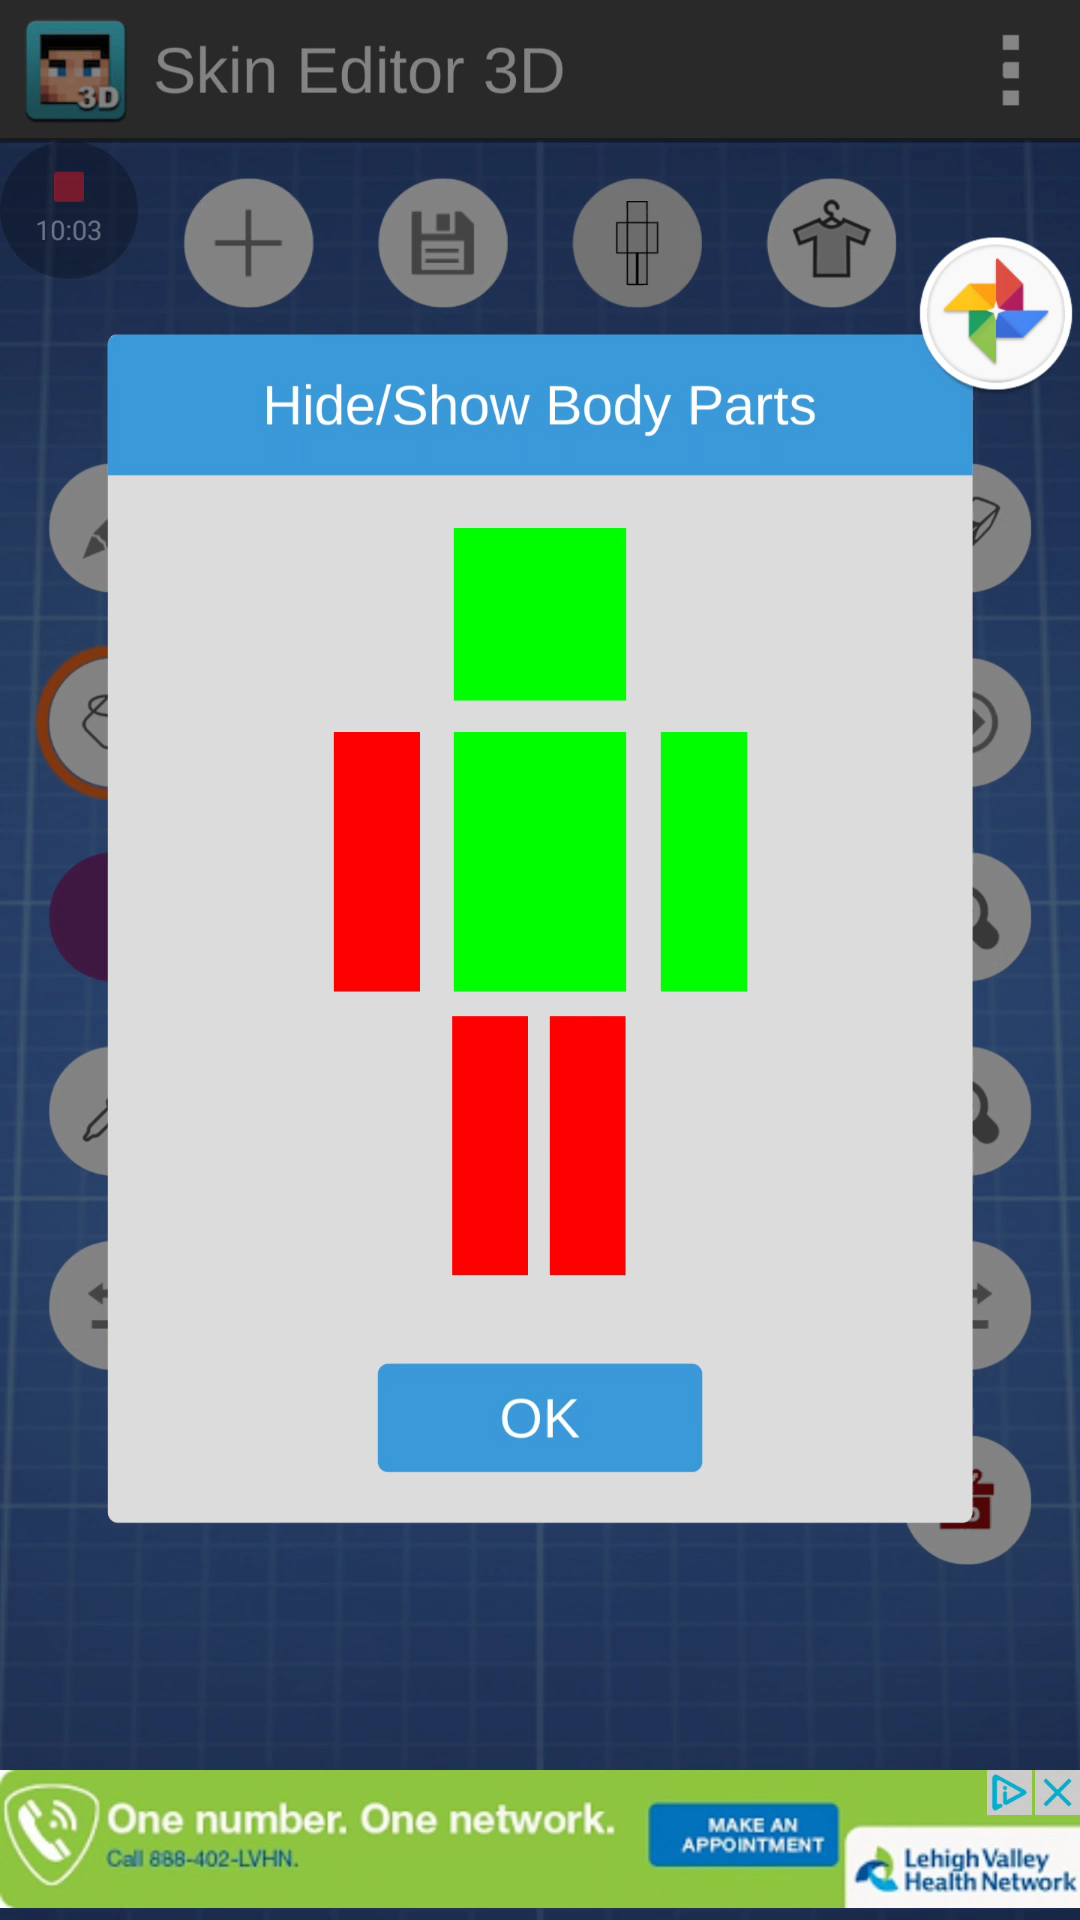 3D
Skin Editor 3D
10:03
Hide/Show Body Parts
OK
One number. One network.
Call 888-402-LVHN.
MAKE AN
APPOINTMENT
Lehigh Valley
Health Network